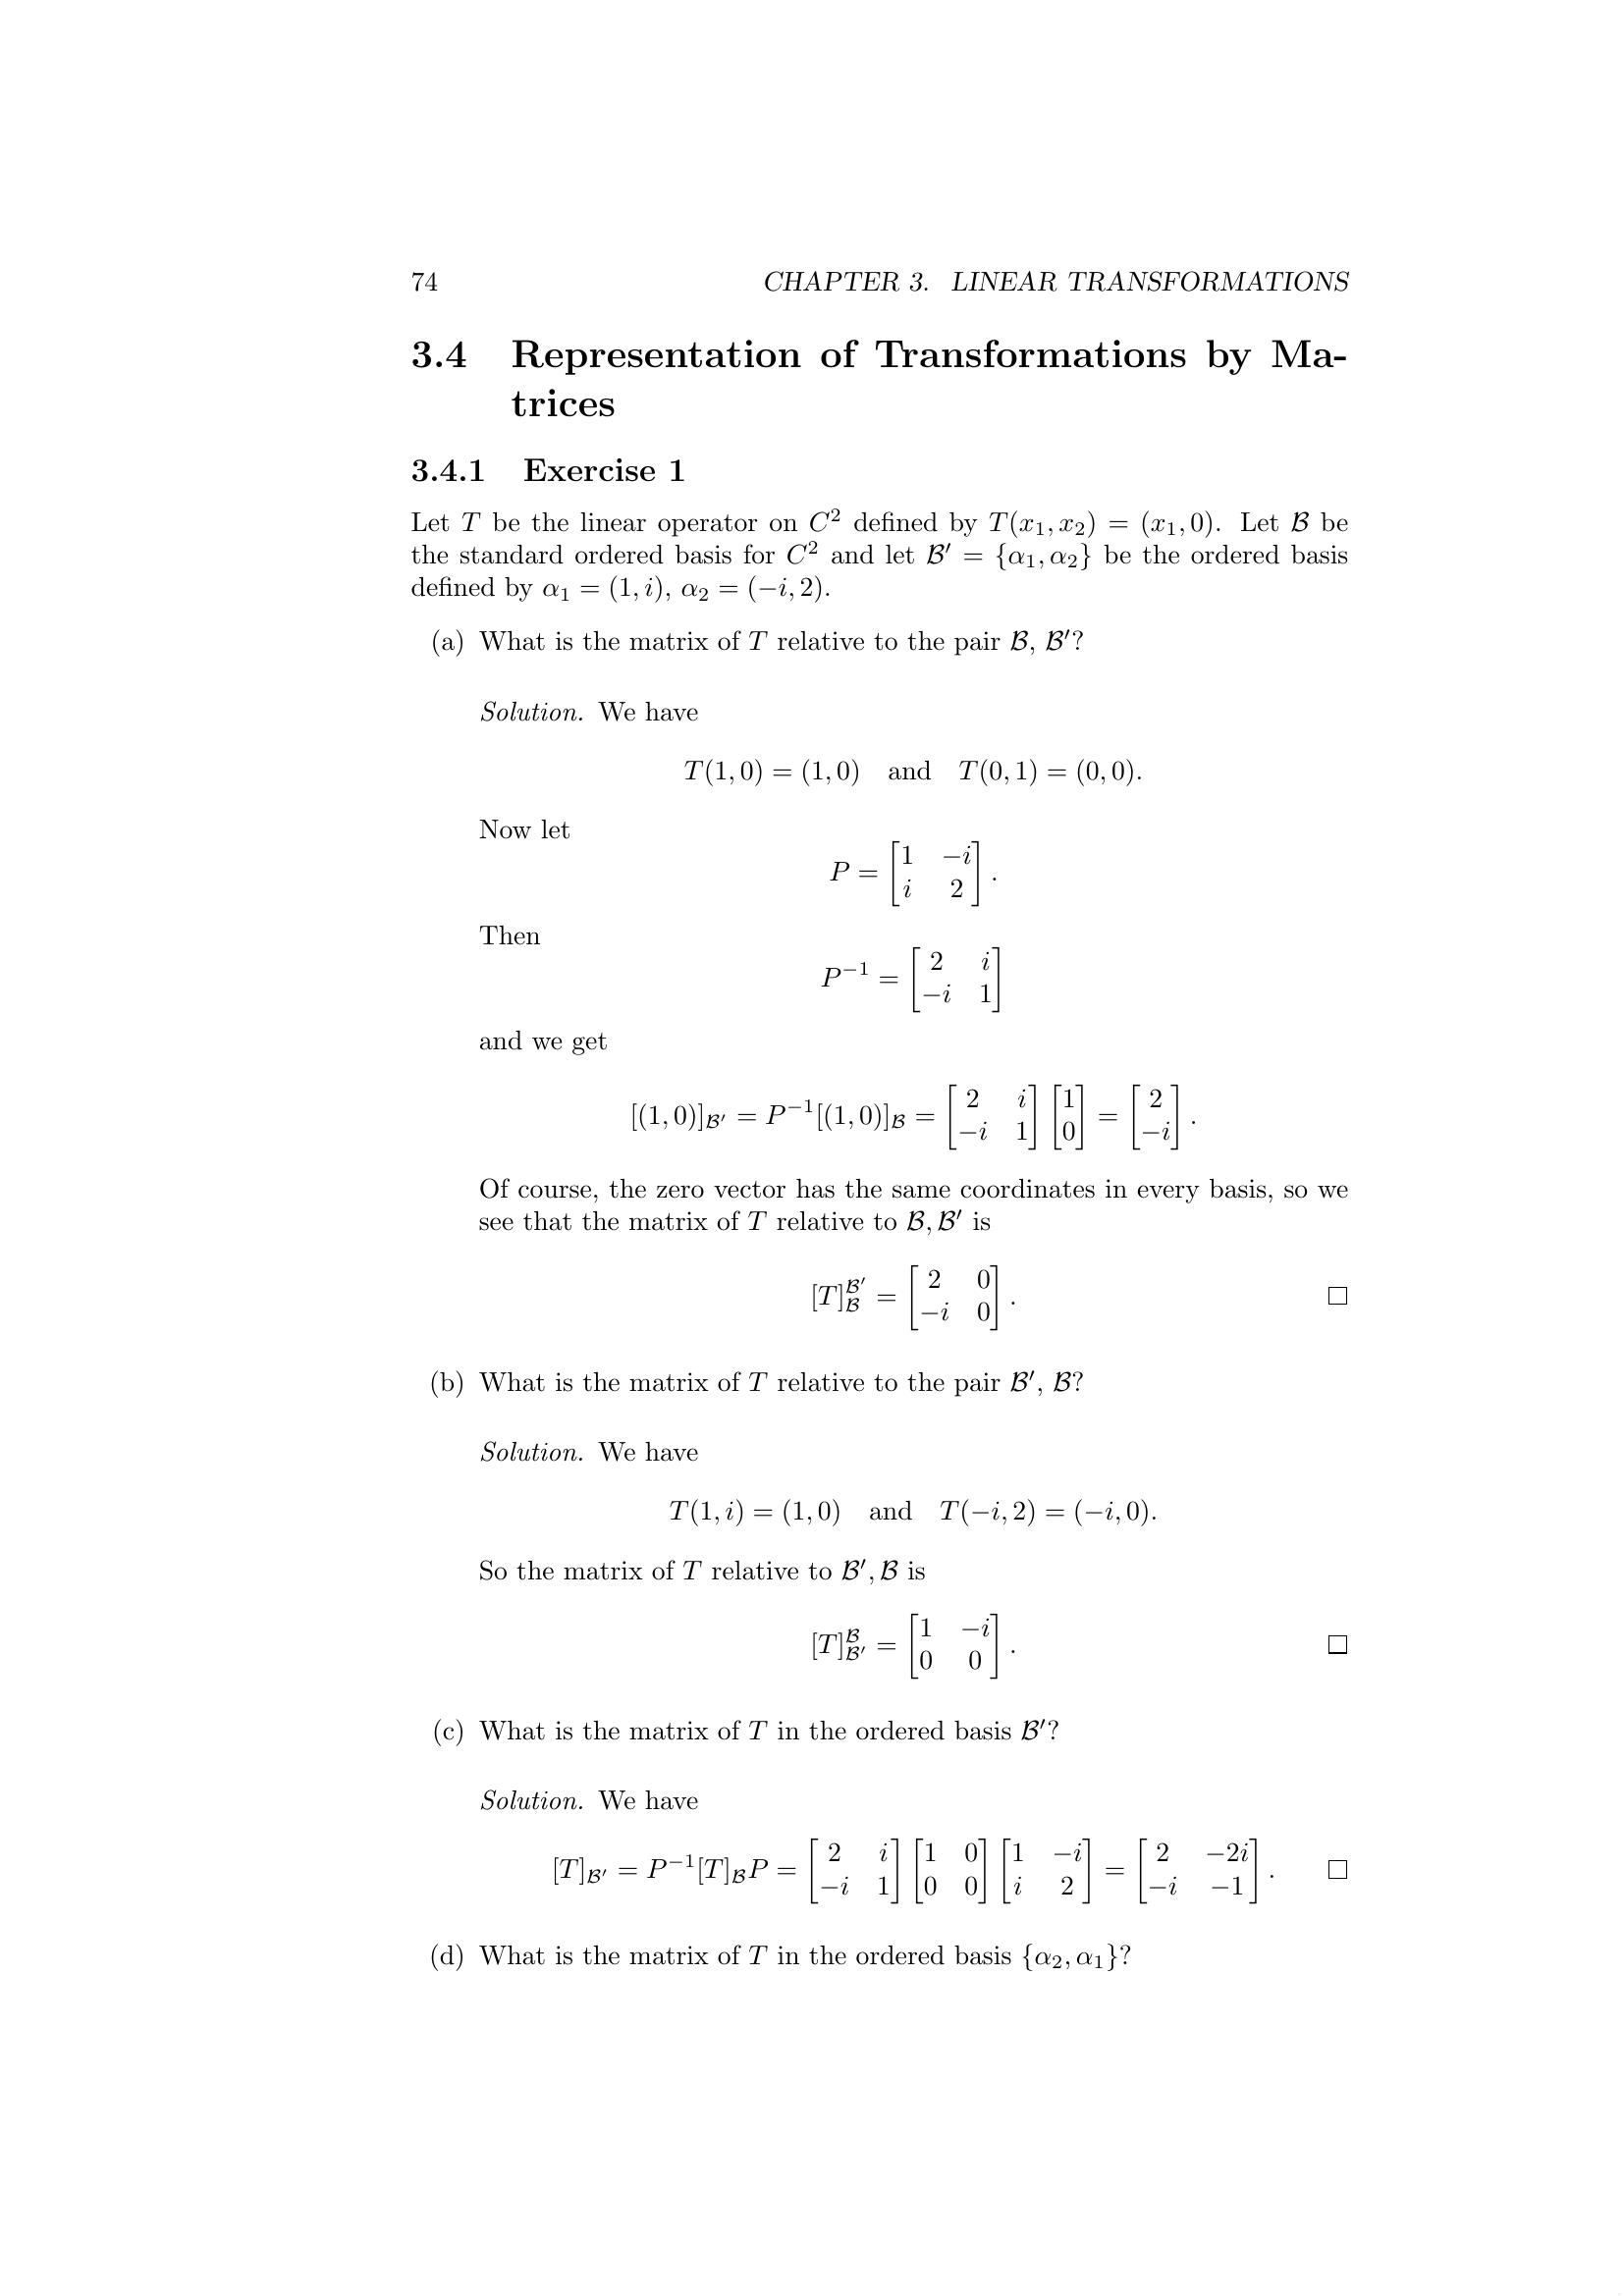 74 CHAPTER 3. LINEAR TRANSFORMATIONS
3.4 Representation of Transformations by Ma-
trices
3.4.1 Exercise 1
Let $T$ be the linear operator on $C^2$ defined by $T(x_1, x_2) = (x_1, 0)$. Let $\mathcal{B}$ be
the standard ordered basis for $C^2$ and let $\mathcal{B}' = \{\alpha_1, \alpha_2\}$ be the ordered basis
defined by $\alpha_1 = (1, i)$, $\alpha_2 = (-i, 2)$.
(a) What is the matrix of $T$ relative to the pair $\mathcal{B}$, $\mathcal{B}'$?
Solution. We have
$T(1, 0) = (1, 0)$ and $T(0, 1) = (0, 0)$.
Now let
$P = \begin{bmatrix} 1 & -i \\ i & 2 \end{bmatrix}.$
Then
$P^{-1} = \begin{bmatrix} 2 & i \\ -i & 1 \end{bmatrix}$
and we get
$[(1, 0)]_{\mathcal{B}'} = P^{-1}[(1, 0)]_{\mathcal{B}} = \begin{bmatrix} 2 & i \\ -i & 1 \end{bmatrix} \begin{bmatrix} 1 \\ 0 \end{bmatrix} = \begin{bmatrix} 2 \\ -i \end{bmatrix}.$
Of course, the zero vector has the same coordinates in every basis, so we
see that the matrix of $T$ relative to $\mathcal{B}, \mathcal{B}'$ is
$[T]_{\mathcal{B}}^{\mathcal{B}'} = \begin{bmatrix} 2 & 0 \\ -i & 0 \end{bmatrix}.$ □
(b) What is the matrix of $T$ relative to the pair $\mathcal{B}'$, $\mathcal{B}$?
Solution. We have
$T(1, i) = (1, 0)$ and $T(-i, 2) = (-i, 0)$.
So the matrix of $T$ relative to $\mathcal{B}', \mathcal{B}$ is
$[T]_{\mathcal{B}'}^{\mathcal{B}} = \begin{bmatrix} 1 & -i \\ 0 & 0 \end{bmatrix}.$ □
(c) What is the matrix of $T$ in the ordered basis $\mathcal{B}'$?
Solution. We have
$[T]_{\mathcal{B}'} = P^{-1}[T]_{\mathcal{B}}P = \begin{bmatrix} 2 & i \\ -i & 1 \end{bmatrix} \begin{bmatrix} 1 & 0 \\ 0 & 0 \end{bmatrix} \begin{bmatrix} 1 & -i \\ i & 2 \end{bmatrix} = \begin{bmatrix} 2 & -2i \\ -i & -1 \end{bmatrix}.$ □
(d) What is the matrix of $T$ in the ordered basis $\{\alpha_2, \alpha_1\}$?